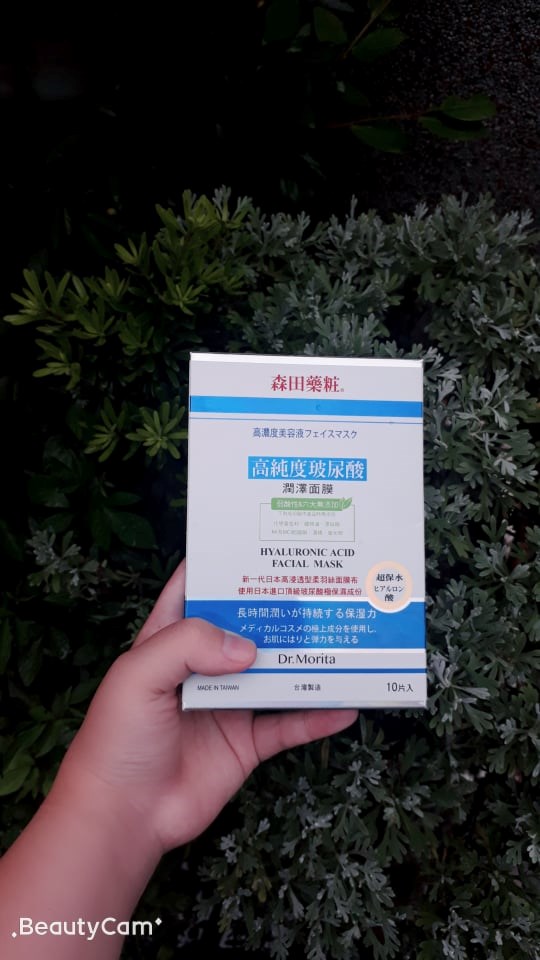 森田藥粧®
高濃度美容液フェイスマスク
高純度玻尿酸
潤澤面膜
HYALURONIC ACID
FACIAL MASK
新一代日本高滲透型柔羽絲面膜布
使用日本進口頂級玻尿酸極保濕成份
超保水
ヒアルロン
酸
長時間潤いが持続する保湿力
メディカルコスメの極上成分を使用し、
お肌にはりと弾力を与える
Dr.Morita
MADE IN TAIWAN
台灣製造
10片入
BeautyCam